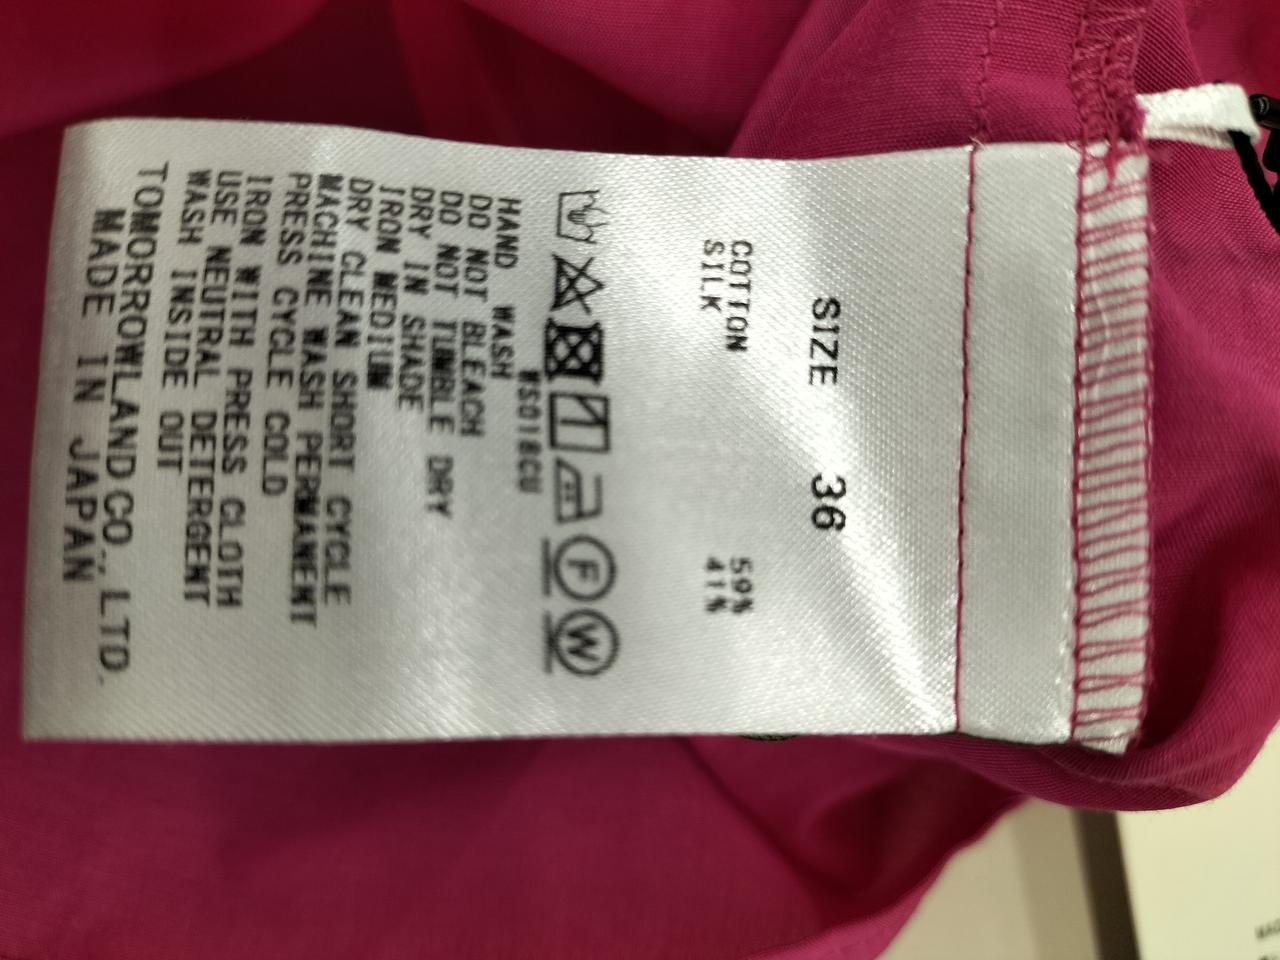 SIZE 36
COTTON 59%
SILK 41%
F W
WS018CU
HAND WASH
DO NOT BLEACH
DO NOT TUMBLE DRY
DRY IN SHADE
IRON MEDIUM
DRY CLEAN SHORT CYCLE
MACHINE WASH PERMANENT
PRESS CYCLE COLD
IRON WITH PRESS CLOTH
USE NEUTRAL DETERGENT
WASH INSIDE OUT
TOMORROWLAND CO., LTD.
MADE IN JAPAN